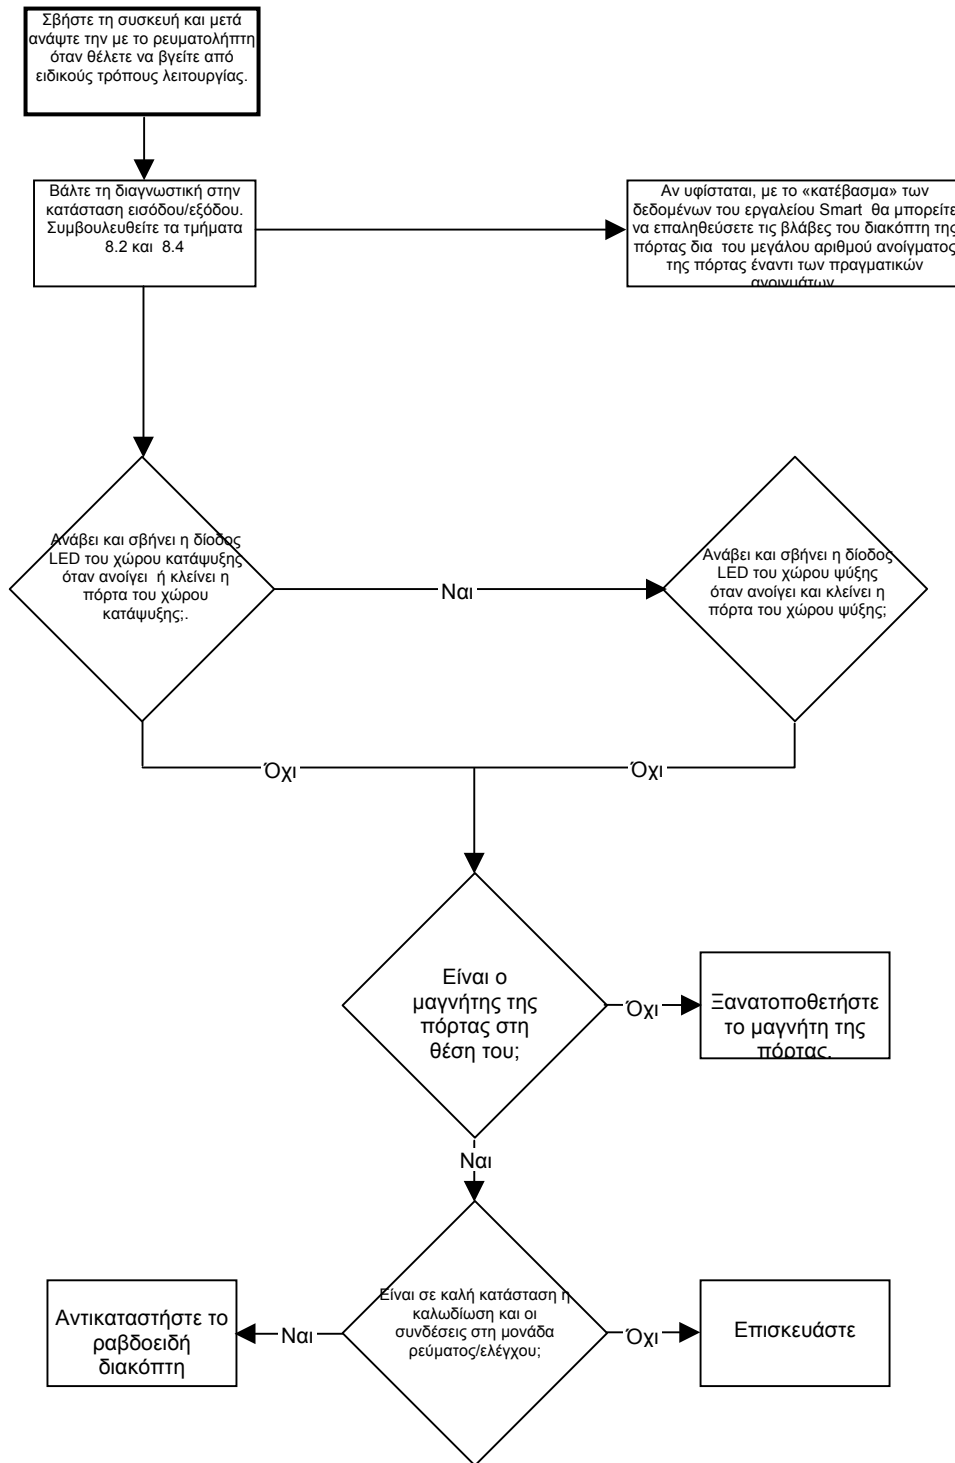 Σβήστε τη συσκευή και μετά
ανάψτε την με το ρευματολήπτη
όταν θέλετε να βγείτε από
ειδικούς τρόπους λειτουργίας.
Βάλτε τη διαγνωστική στην
κατάσταση εισόδου/εξόδου.
Συμβουλευθείτε τα τμήματα
8.2 και 8.4
Αν υφίσταται, με το «κατέβασμα» των
δεδομένων του εργαλείου Smart θα μπορείτε
να επαληθεύσετε τις βλάβες του διακόπτη της
πόρτας δια του μεγάλου αριθμού ανοίγματος
της πόρτας έναντι των πραγματικών
ανοιγμάτων
Ανάβει και σβήνει η δίοδος
LED του χώρου κατάψυξης
όταν ανοίγει ή κλείνει η
πόρτα του χώρου
κατάψυξης;.
Ναι
Ανάβει και σβήνει η δίοδος
LED του χώρου ψύξης
όταν ανοίγει και κλείνει η
πόρτα του χώρου ψύξης;
Όχι
Όχι
Είναι ο
μαγνήτης της
πόρτας στη
θέση του;
Όχι
Ξανατοποθετήστε
το μαγνήτη της
πόρτας.
Ναι
Είναι σε καλή κατάσταση η
καλωδίωση και οι
συνδέσεις στη μονάδα
ρεύματος/ελέγχου;
Ναι
Αντικαταστήστε το
ραβδοειδή
διακόπτη
Όχι
Επισκευάστε